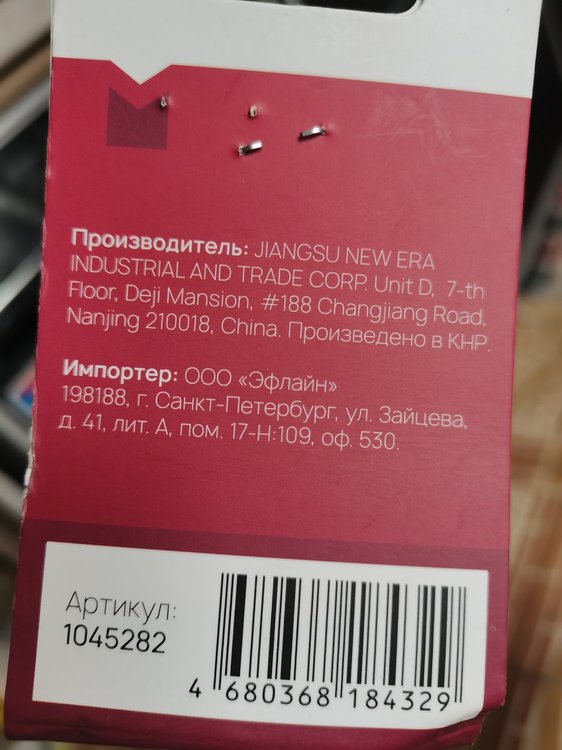 Производитель: JIANGSU NEW ERA
INDUSTRIAL AND TRADE CORP. Unit D, 7-th
Floor, Deji Mansion, #188 Changjiang Road,
Nanjing 210018, China. Произведено в КНР.
Импортер: ООО «Эфлайн»
198188, г. Санкт-Петербург, ул. Зайцева,
д. 41, лит. А, пом. 17-Н:109, оф. 530.
Артикул:
1045282
4 680368 184329